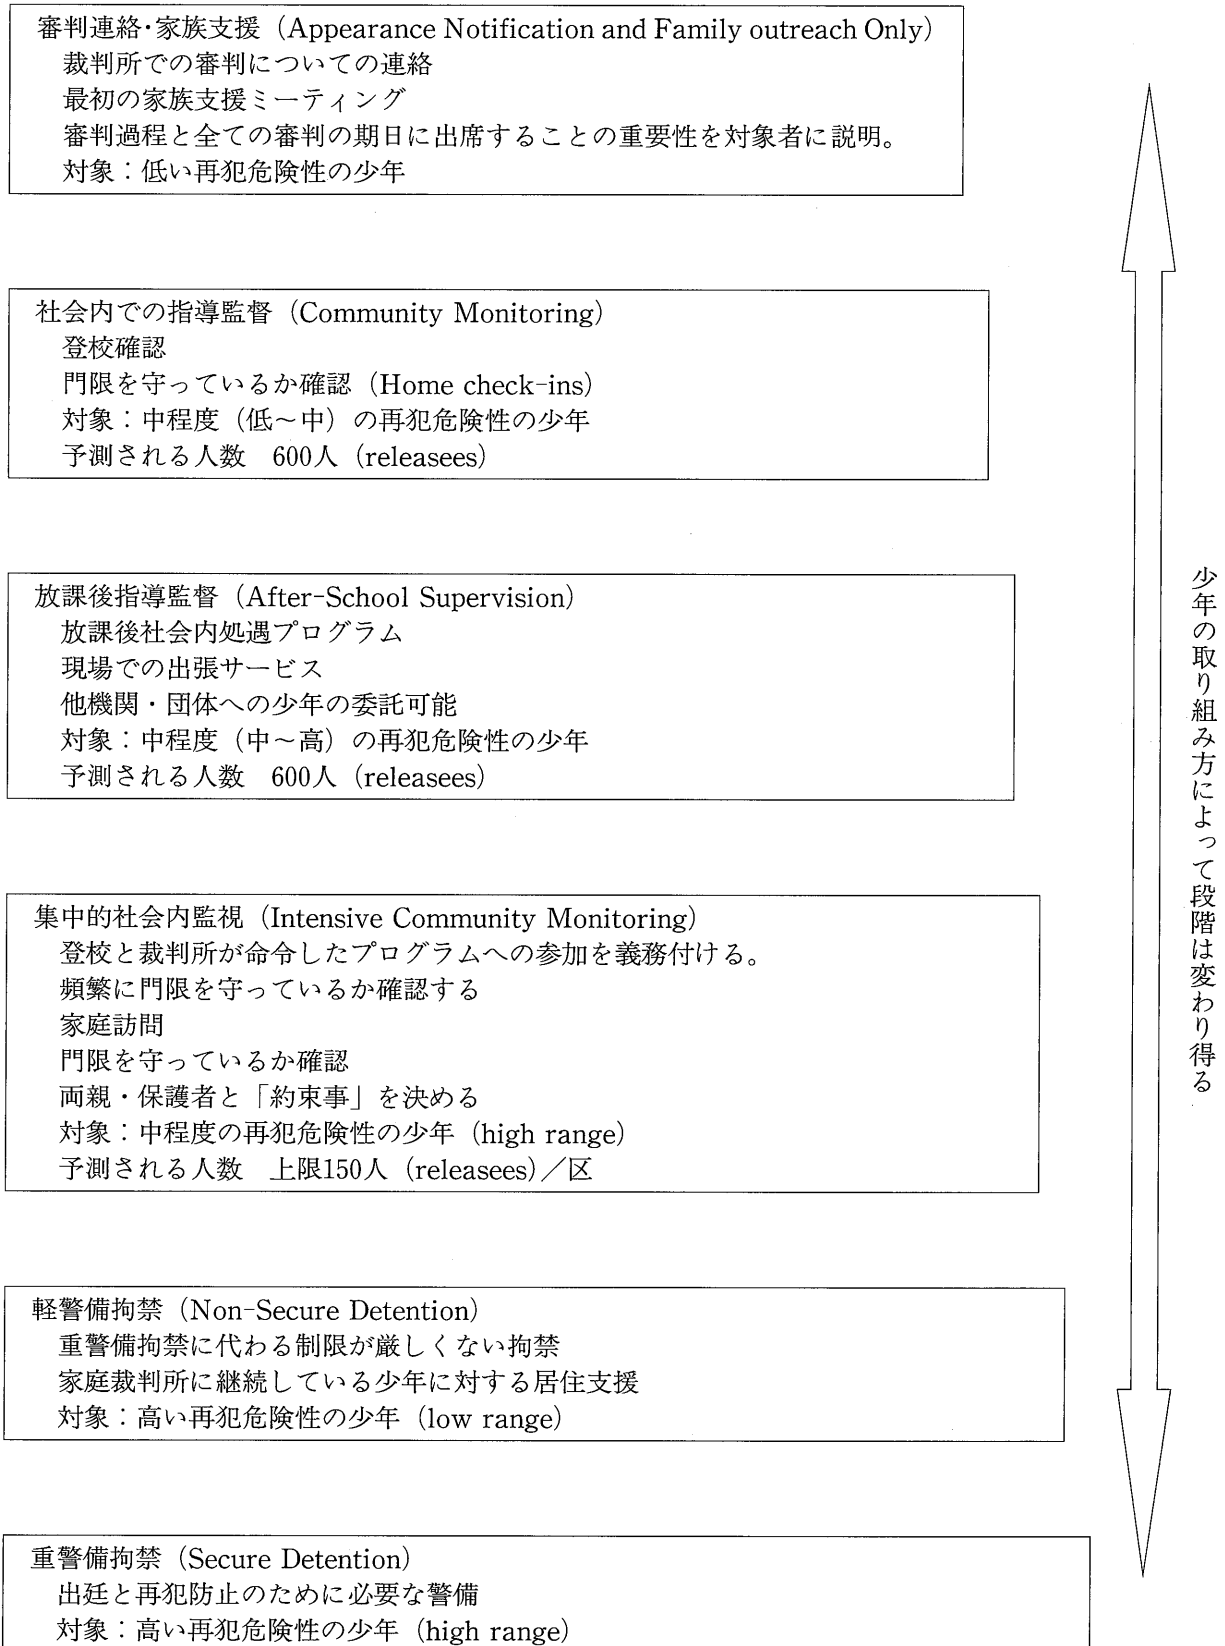 審判連絡・家族支援（Appearance Notification and Family outreach Only）
裁判所での審判についての連絡
最初の家族支援ミーティング
審判過程と全ての審判の期日に出席することの重要性を対象者に説明。
対象：低い再犯危険性の少年
社会内での指導監督（Community Monitoring）
登校確認
門限を守っているか確認（Home check-ins）
対象：中程度（低～中）の再犯危険性の少年
予測される人数　600人（releasees）
放課後指導監督（After-School Supervision）
放課後社会内処遇プログラム
現場での出張サービス
他機関・団体への少年の委託可能
対象：中程度（中～高）の再犯危険性の少年
予測される人数　600人（releasees）
集中的社会内監視（Intensive Community Monitoring）
登校と裁判所が命令したプログラムへの参加を義務付ける。
頻繁に門限を守っているか確認する
家庭訪問
門限を守っているか確認
両親・保護者と「約束事」を決める
対象：中程度の再犯危険性の少年（high range）
予測される人数　上限150人（releasees）／区
軽警備拘禁（Non-Secure Detention）
重警備拘禁に代わる制限が厳しくない拘禁
家庭裁判所に継続している少年に対する居住支援
対象：高い再犯危険性の少年（low range）
重警備拘禁（Secure Detention）
出廷と再犯防止のために必要な警備
対象：高い再犯危険性の少年（high range）
少年の取り組み方によって段階は変わり得る